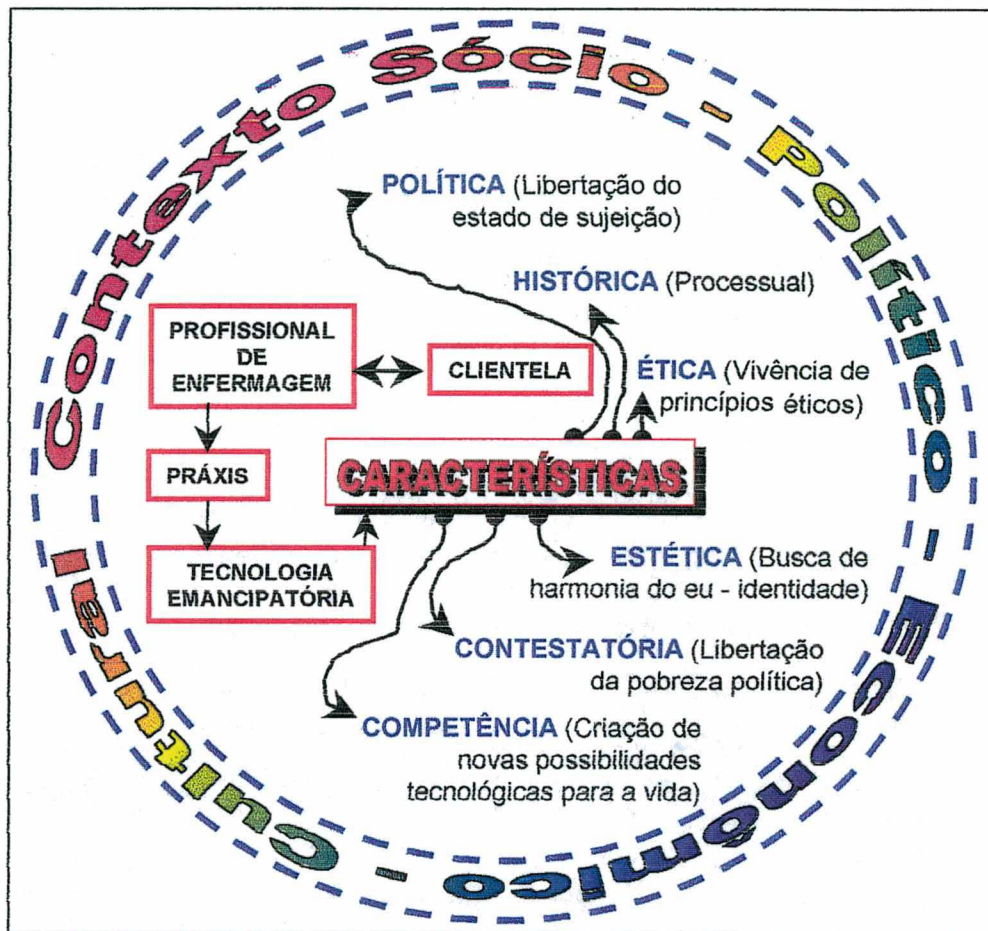 Contexto Sócio - Político - Econômico - Cultural
POLÍTICA (Libertação do
estado de sujeição)
HISTÓRICA (Processual)
PROFISSIONAL
DE
ENFERMAGEM
CLIENTELA
ÉTICA (Vivência de
princípios éticos)
PRÁXIS
CARACTERÍSTICAS
TECNOLOGIA
EMANCIPATÓRIA
ESTÉTICA (Busca de
harmonia do eu - identidade)
CONTESTATÓRIA (Libertação
da pobreza política)
COMPETÊNCIA (Criação de
novas possibilidades
tecnológicas para a vida)